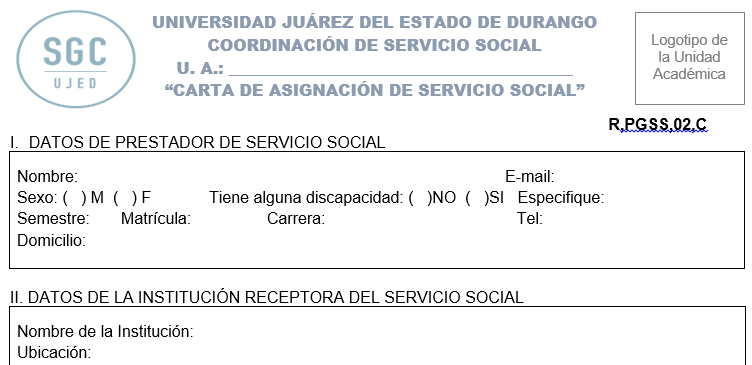 SGC
UJED
UNIVERSIDAD JUÁREZ DEL ESTADO DE DURANGO
COORDINACIÓN DE SERVICIO SOCIAL
U. A.: ________________________________________
“CARTA DE ASIGNACIÓN DE SERVICIO SOCIAL”
Logotipo de
la Unidad
Académica
R,PGSS,02,C
I. DATOS DE PRESTADOR DE SERVICIO SOCIAL
Nombre: E-mail:
Sexo: ( ) M ( ) F Tiene alguna discapacidad: ( )NO ( )SI Especifique:
Semestre: Matrícula: Carrera: Tel:
Domicilio:
II. DATOS DE LA INSTITUCIÓN RECEPTORA DEL SERVICIO SOCIAL
Nombre de la Institución:
Ubicación: